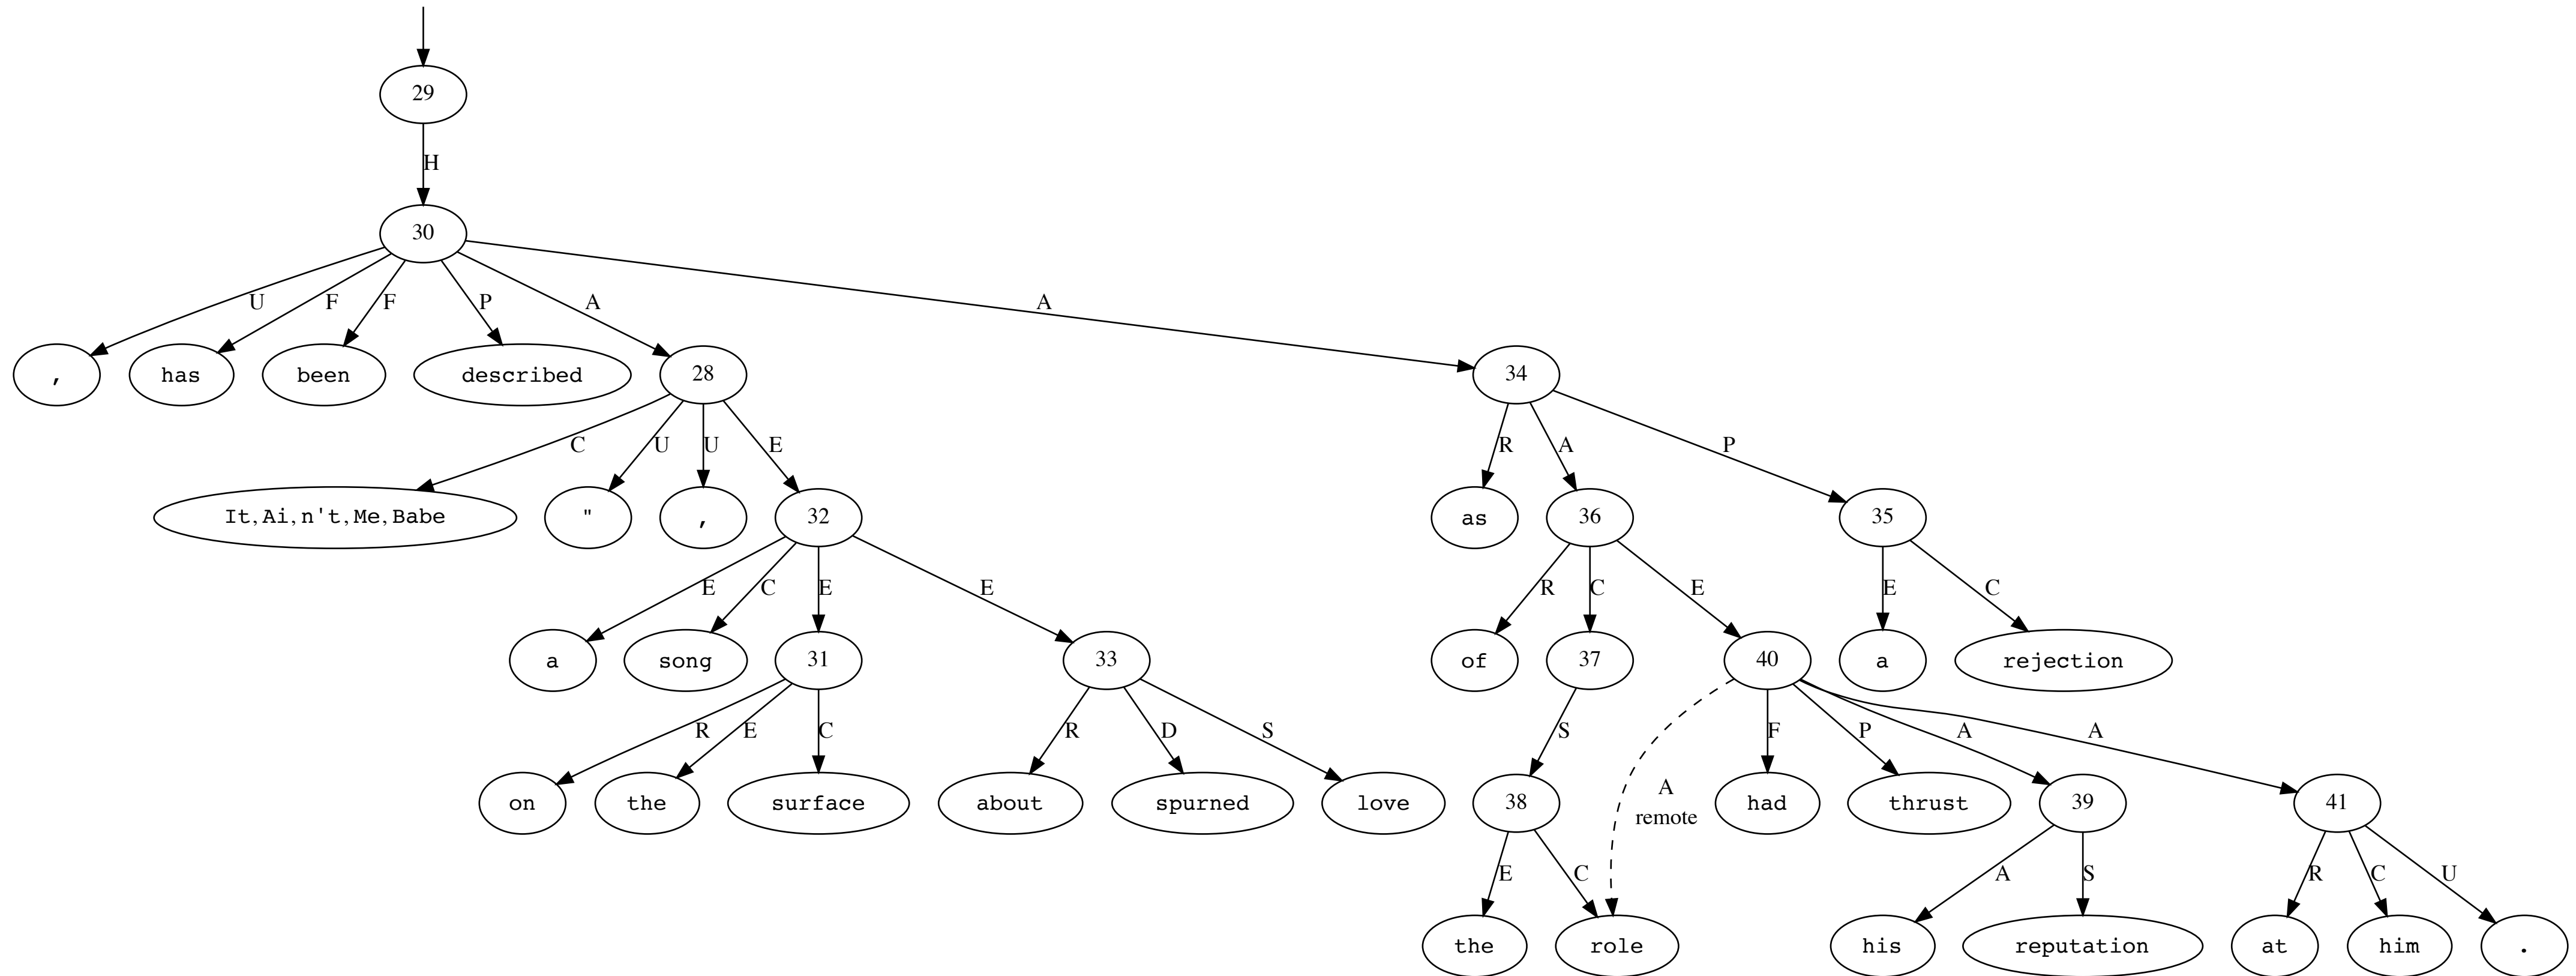 29
H
30
U F F P A A
, has been described 28 34
C U U E R A P
It,Ai,n't,Me,Babe " , 32 as 36 35
E C E E R C E E C
a song 31 33 of 37 40 a rejection
R E C R D S S A remote F P A A
on the surface about spurned love 38 had thrust 39 41
E C A S R C U
the role his reputation at him .